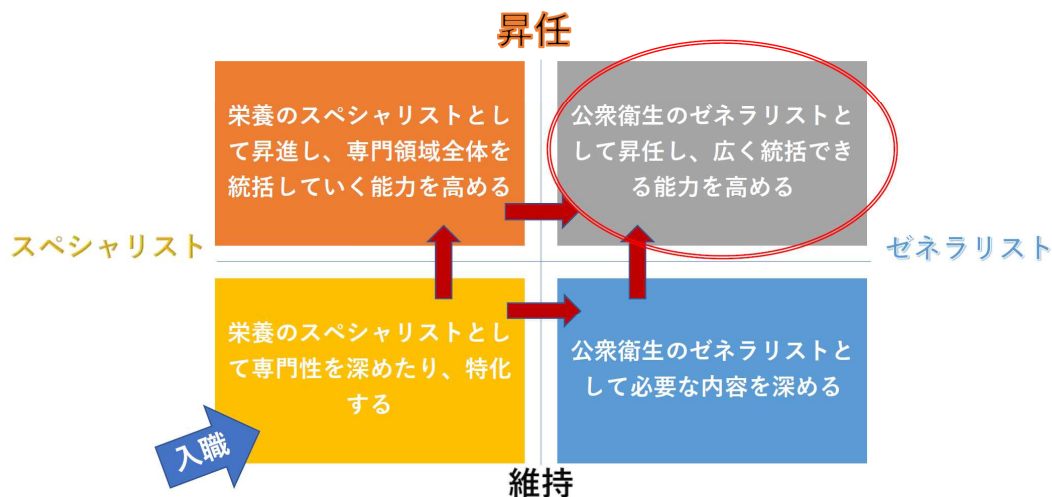 昇任
栄養のスペシャリストとし
て昇進し、専門領域全体を
統括していく能力を高める
公衆衛生のゼネラリストと
して昇任し、広く統括でき
る能力を高める
スペシャリスト
ゼネラリスト
栄養のスペシャリストとし
て専門性を深めたり、特化
する
公衆衛生のゼネラリストと
して必要な内容を深める
入職
維持